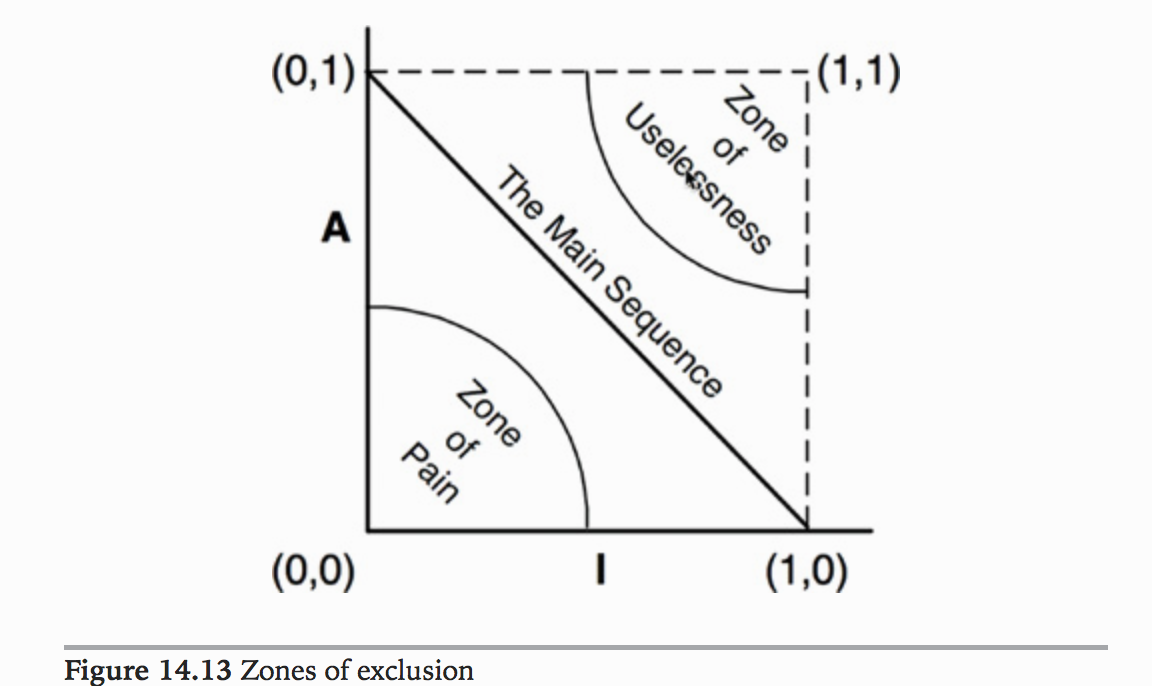 (0,1)
(1,1)
Zone
of
Uselessness
The Main Sequence
A
Zone
of
Pain
(0,0)
I
(1,0)
Figure 14.13 Zones of exclusion